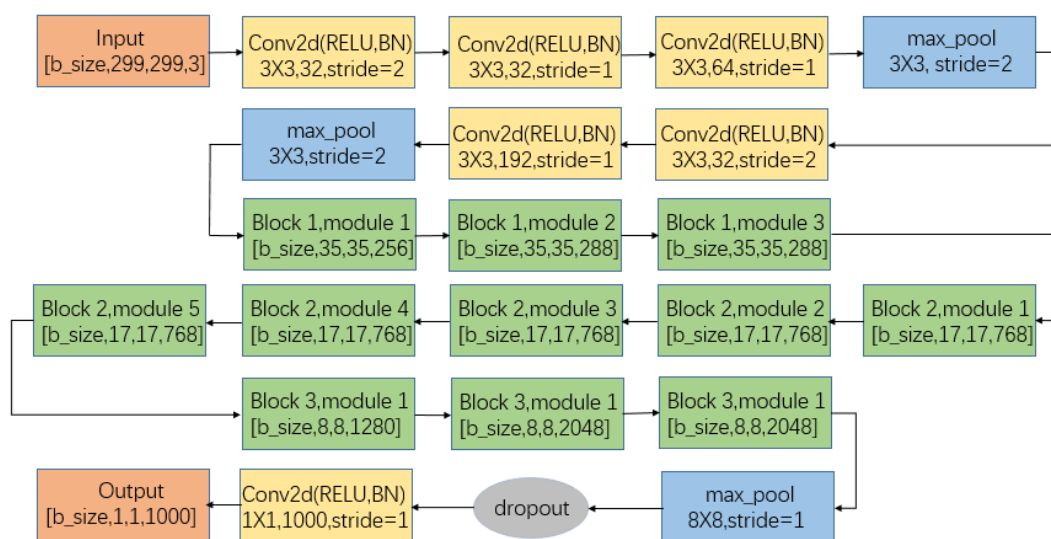 Input
[b_size,299,299,3]
Conv2d(RELU,BN)
3X3,32,stride=2
Conv2d(RELU,BN)
3X3,32,stride=1
Conv2d(RELU,BN)
3X3,64,stride=1
max_pool
3X3, stride=2
max_pool
3X3,stride=2
Conv2d(RELU,BN)
3X3,192,stride=1
Conv2d(RELU,BN)
3X3,32,stride=2
Block 1,module 1
[b_size,35,35,256]
Block 1,module 2
[b_size,35,35,288]
Block 1,module 3
[b_size,35,35,288]
Block 2,module 5
[b_size,17,17,768]
Block 2,module 4
[b_size,17,17,768]
Block 2,module 3
[b_size,17,17,768]
Block 2,module 2
[b_size,17,17,768]
Block 2,module 1
[b_size,17,17,768]
Block 3,module 1
[b_size,8,8,1280]
Block 3,module 1
[b_size,8,8,2048]
Block 3,module 1
[b_size,8,8,2048]
Output
[b_size,1,1,1000]
Conv2d(RELU,BN)
1X1,1000,stride=1
dropout
max_pool
8X8,stride=1